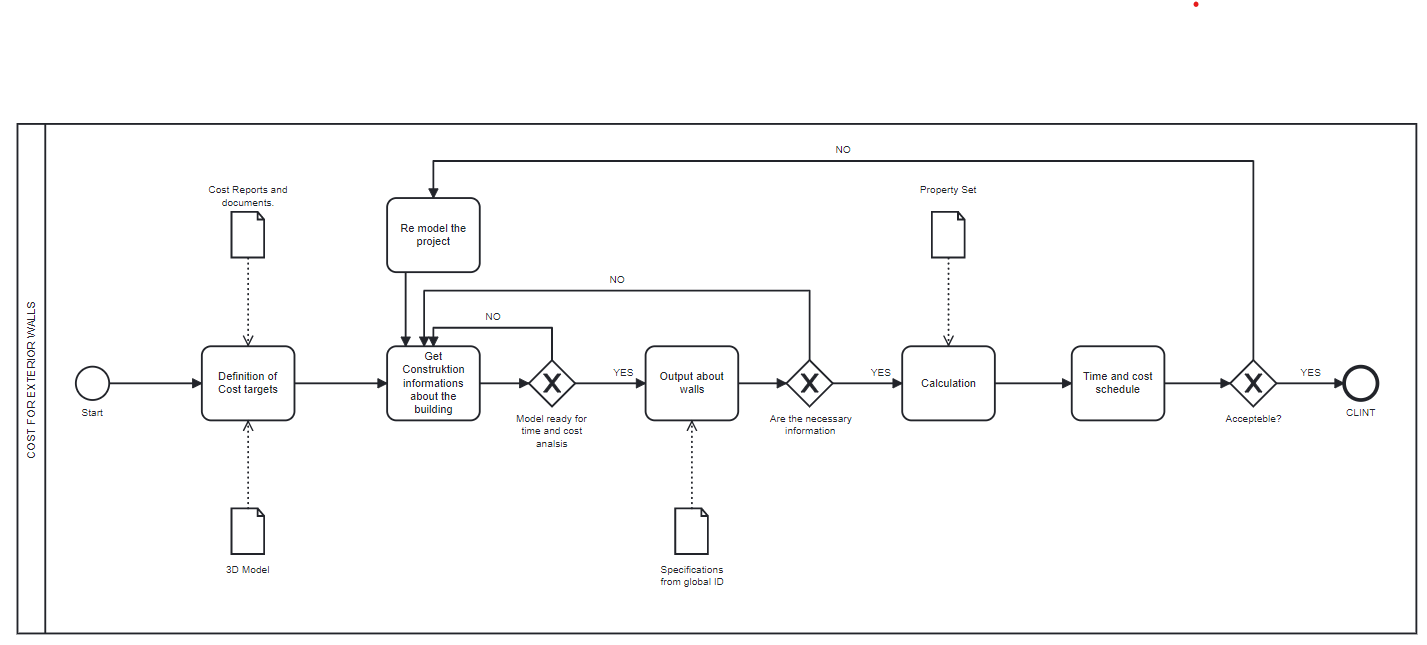 COST FOR EXTERIOR WALLS
NO
Cost Reports and
documents.
Property Set
Re model the
project
NO
NO
Start
Definition of
Cost targets
Get
Construktion
informations
about the
building
Model ready for
time and cost
analsis
YES
Output about
walls
Are the necessary
information
YES
Calculation
Time and cost
schedule
Accepteble?
YES
CLINT
3D Model
Specifications
from global ID